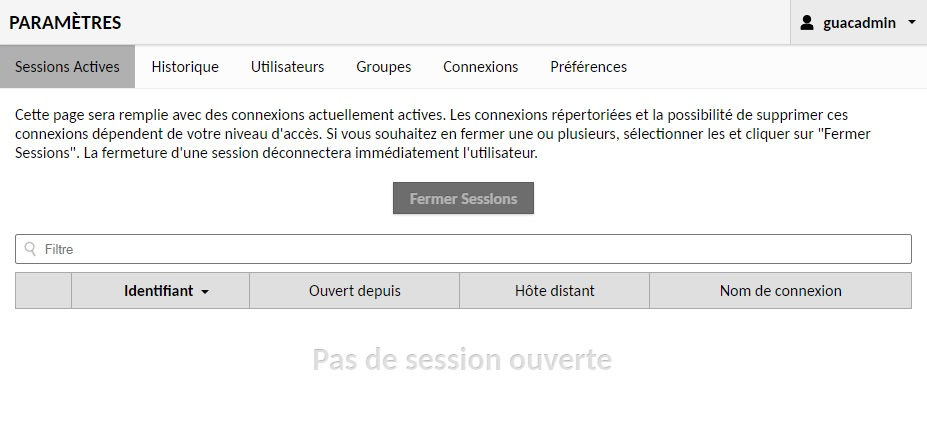 PARAMÈTRES
guacadmin
Sessions Actives Historique Utilisateurs Groupes Connexions Préférences
Cette page sera remplie avec des connexions actuellement actives. Les connexions répertoriées et la possibilité de supprimer ces
connexions dépendent de votre niveau d'accès. Si vous souhaitez en fermer une ou plusieurs, sélectionner les et cliquer sur "Fermer
Sessions". La fermeture d'une session déconnectera immédiatement l'utilisateur.
Fermer Sessions
Filtre
Identifiant Ouvert depuis Hôte distant Nom de connexion
Pas de session ouverte